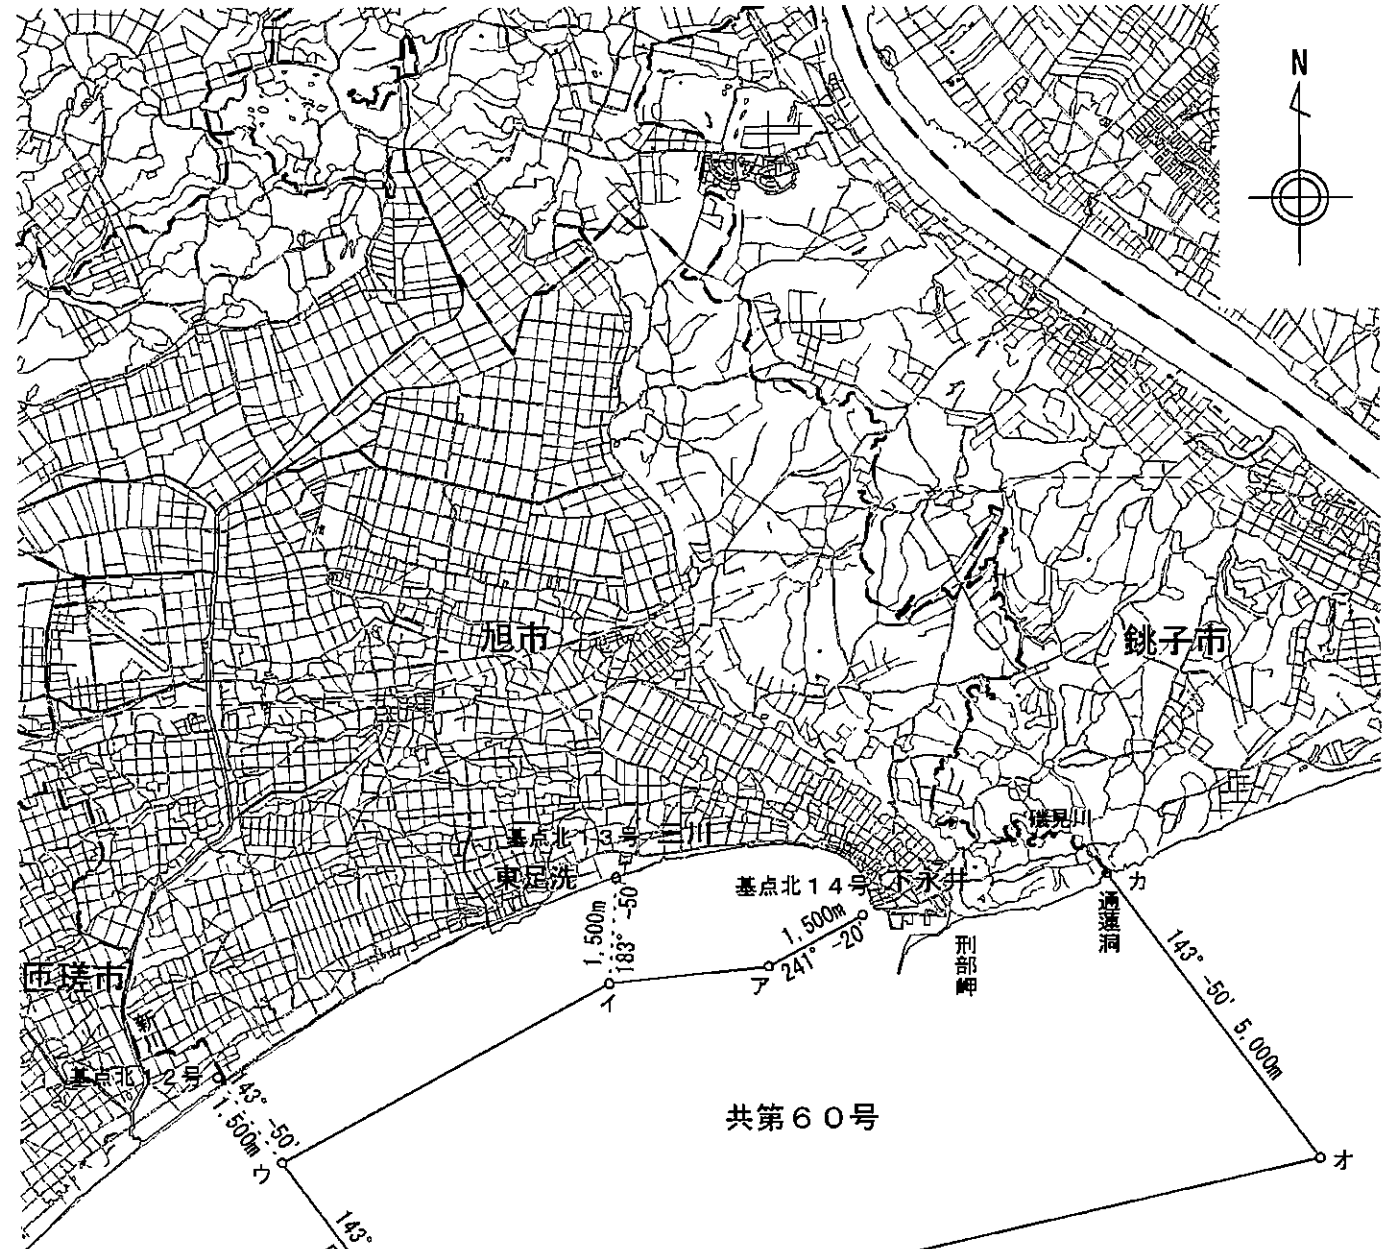 N
旭市
銚子市
磯見川
基点北13号
三川
東足洗
基点北14号
下永井
カ
通蓮洞
刑部岬
1,500m
183°-50'
1,500m
241°-20'
ア
イ
143°-50' 5,000m
匝瑳市
新
基点北12号
143°-50'
1,500m
ウ
共第60号
オ
143°